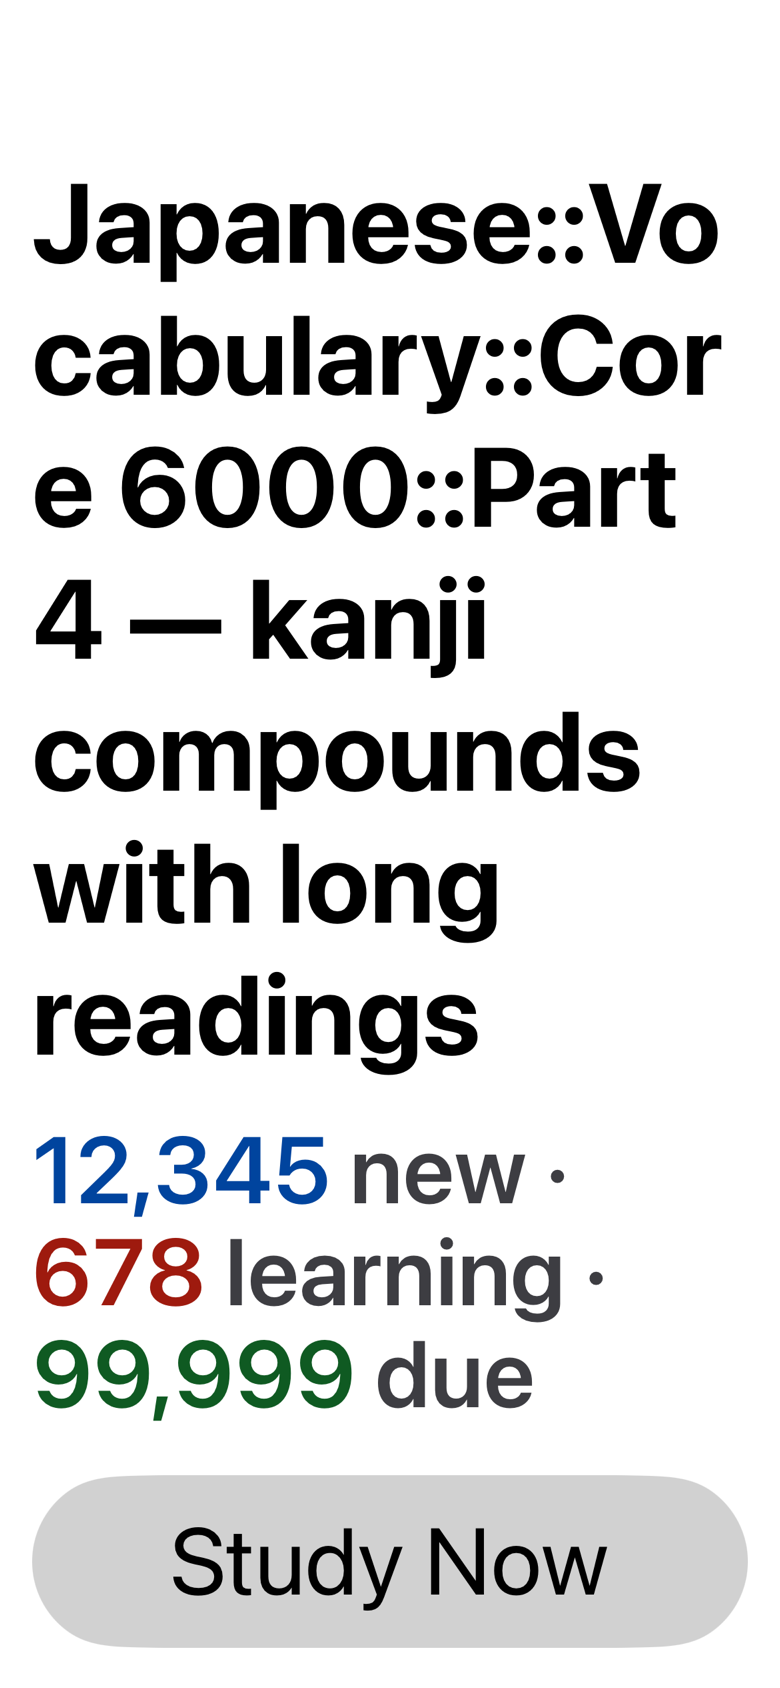 Japanese::Vo
cabulary::Cor
e 6000::Part
4 — kanji
compounds
with long
readings
12,345 new ·
678 learning ·
99,999 due
Study Now